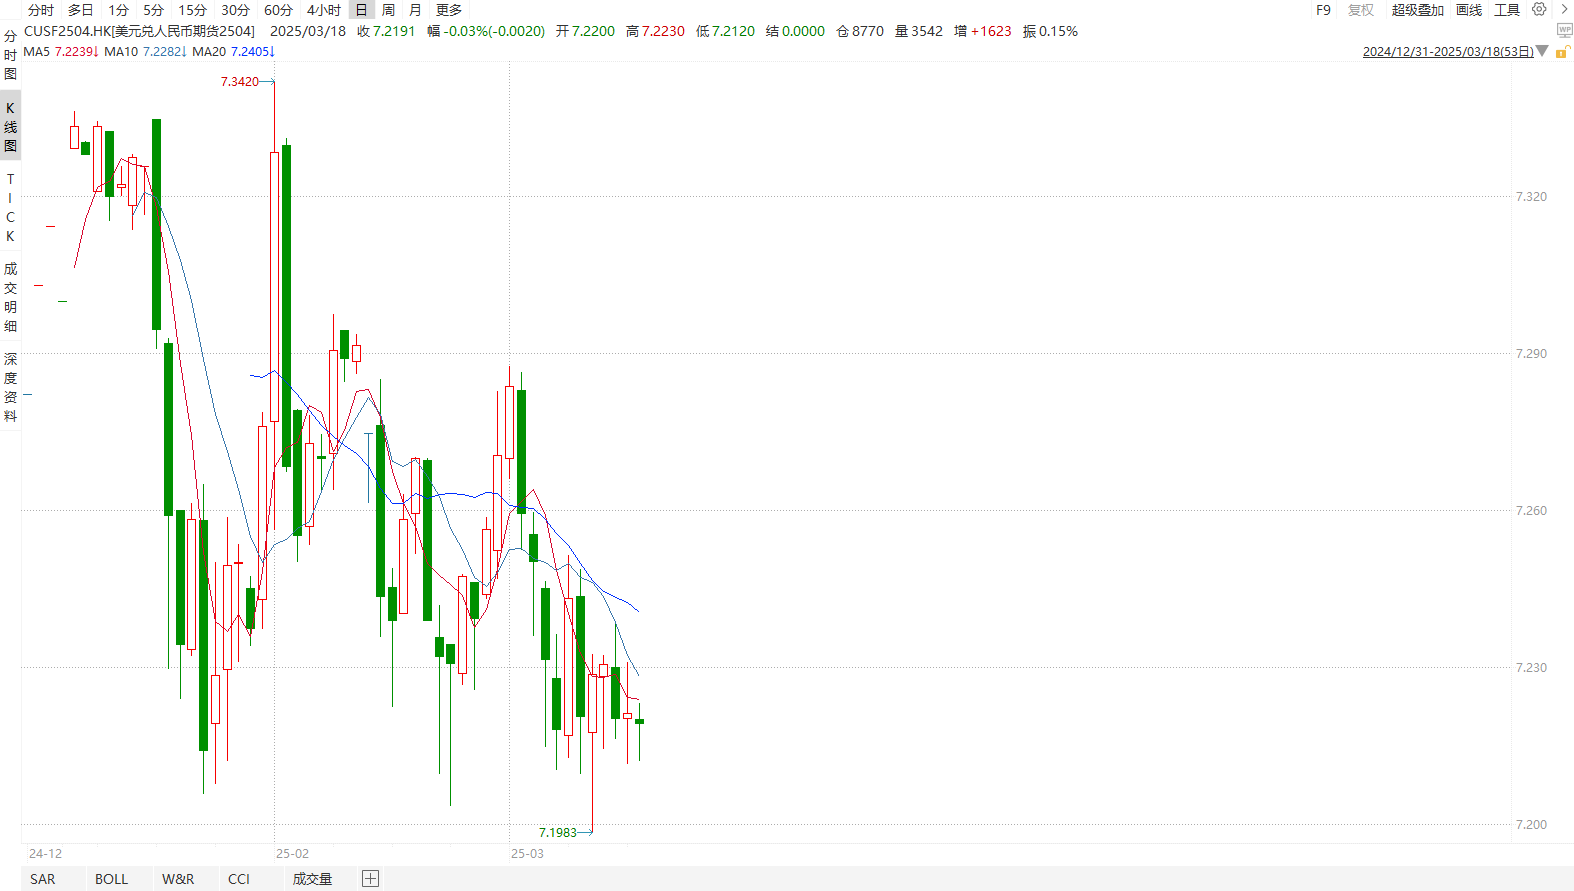 分时 多日 1分 5分 15分 30分 60分 4小时 日 周 月 更多 F9 复权 超级叠加 画线 工具
CUSF2504.HK[美元兑人民币期货2504] 2025/03/18 收 7.2191 幅 -0.03%(-0.0020) 开 7.2200 高 7.2230 低 7.2120 结 0.0000 仓 8770 量 3542 增 +1623 振 0.15%
WP
MA5 7.2239↓ MA10 7.2282↓ MA20 7.2405↓
2024/12/31-2025/03/18(53日)
分时图
K线图
TICK
成交明细
深度资料
7.3420
7.1983
7.320
7.290
7.260
7.230
7.200
24-12 25-02 25-03
SAR BOLL W&R CCI 成交量